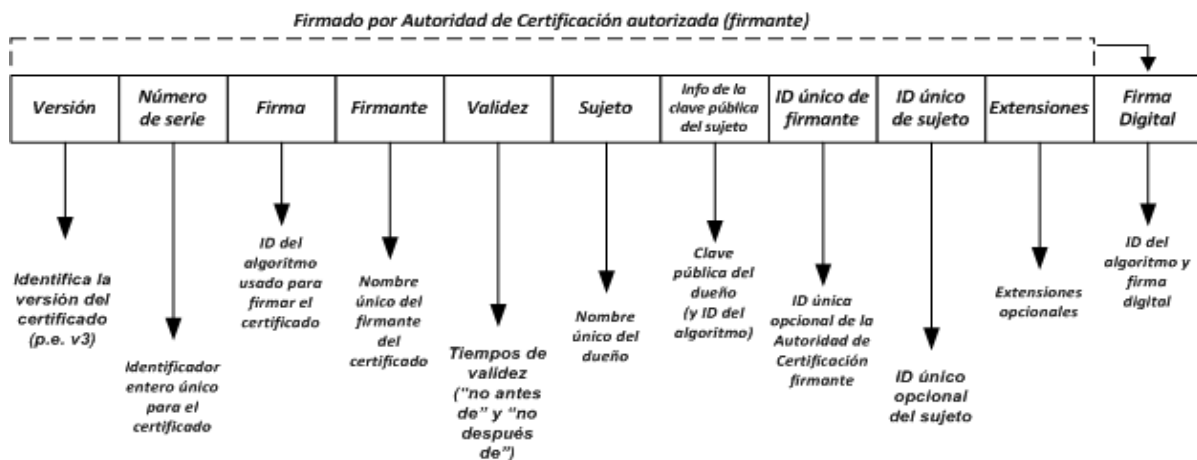 Firmado por Autoridad de Certificación autorizada (firmante)
Versión
Número
de serie
Firma
Firmante
Validez
Sujeto
Info de la
clave pública
del sujeto
ID único de
firmante
ID único
de sujeto
Extensiones
Firma
Digital
Identifica la
versión del
certificado
(p.e. v3)
Identificador
entero único
para el
certificado
ID del
algoritmo
usado para
firmar el
certificado
Nombre
único del
firmante
del
certificado
Tiempos de
validez
("no antes
de" y "no
después
de")
Nombre
único del
dueño
Clave
pública del
dueño
(y ID del
algoritmo)
ID única
opcional de la
Autoridad de
Certificación
firmante
ID único
opcional
del sujeto
Extensiones
opcionales
ID del
algoritmo y
firma
digital